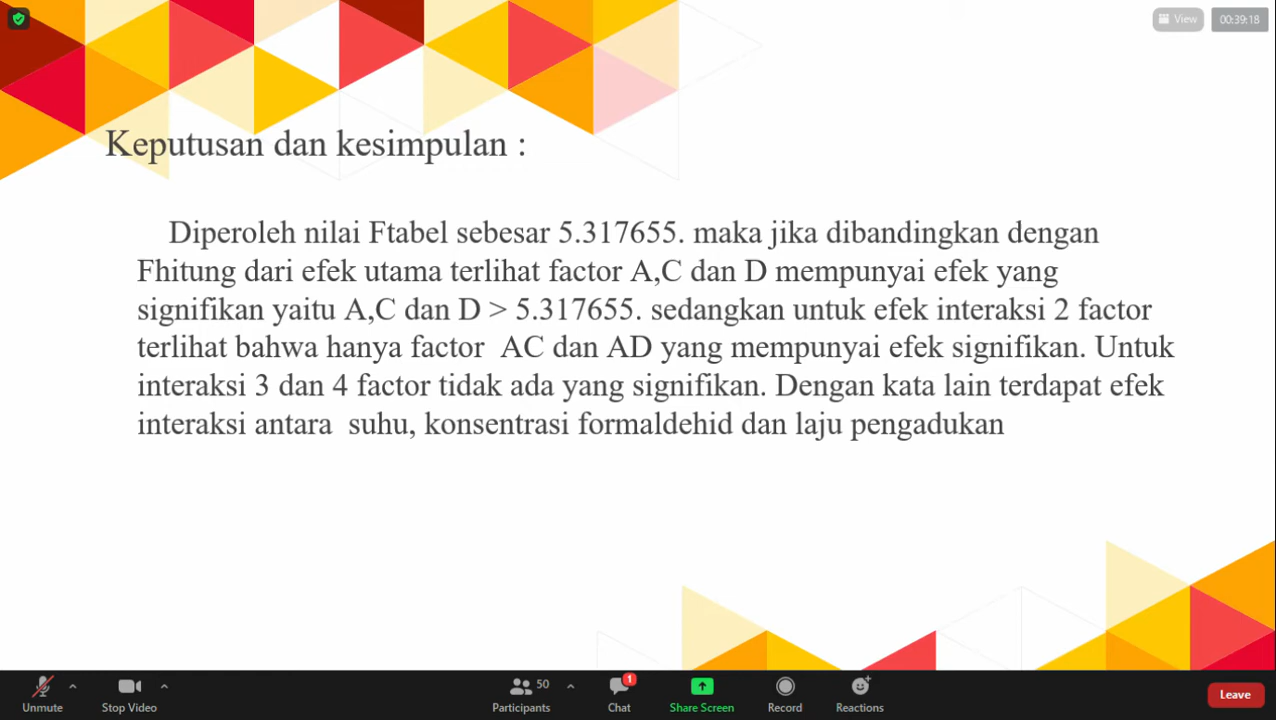 View
00:39:18
Keputusan dan kesimpulan :
Diperoleh nilai Ftabel sebesar 5.317655. maka jika dibandingkan dengan
Fhitung dari efek utama terlihat factor A,C dan D mempunyai efek yang
signifikan yaitu A,C dan D > 5.317655. sedangkan untuk efek interaksi 2 factor
terlihat bahwa hanya factor AC dan AD yang mempunyai efek signifikan. Untuk
interaksi 3 dan 4 factor tidak ada yang signifikan. Dengan kata lain terdapat efek
interaksi antara suhu, konsentrasi formaldehid dan laju pengadukan
50
1
Unmute
Stop Video
Participants
Chat
Share Screen
Record
Reactions
Leave